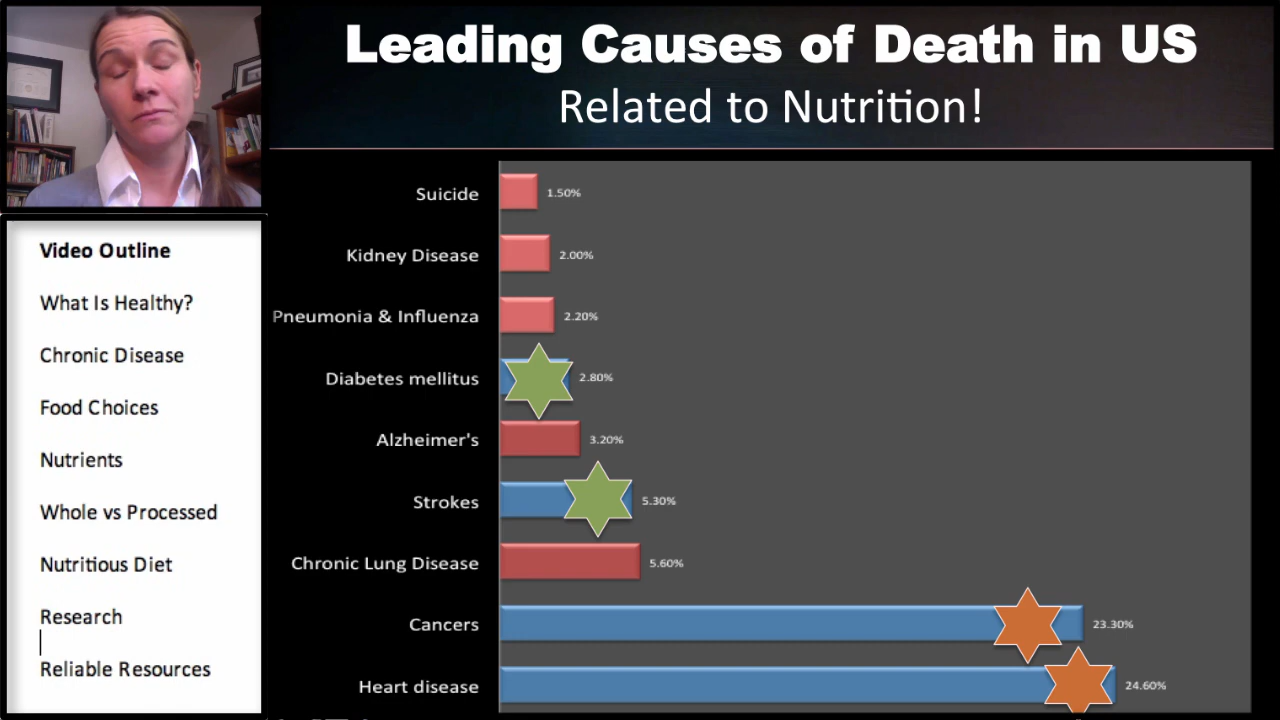 Leading Causes of Death in US
Related to Nutrition!
Video Outline
What Is Healthy?
Chronic Disease
Food Choices
Nutrients
Whole vs Processed
Nutritious Diet
Research
Reliable Resources
Suicide 1.50%
Kidney Disease 2.00%
Pneumonia & Influenza 2.20%
Diabetes mellitus 2.80%
Alzheimer's 3.20%
Strokes 5.30%
Chronic Lung Disease 5.60%
Cancers 23.30%
Heart disease 24.60%